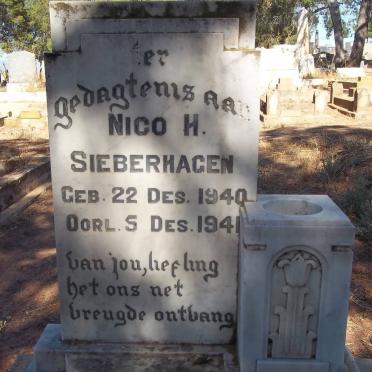 Ter
gedagtenis aan
NICO H.
SIEBERHAGEN
GEB. 22 DES. 1940
OORL. 5 DES. 1941
Van jou, liefling
het ons net
vreugde ontvang